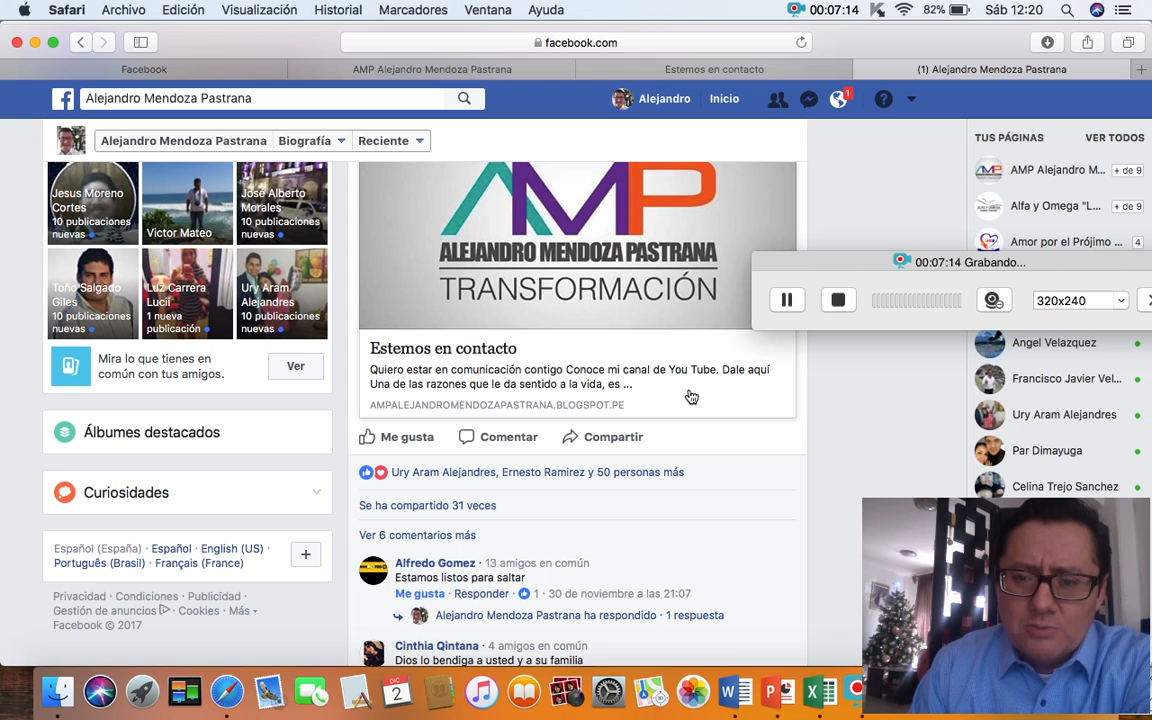 Safari Archivo Edición Visualización Historial Marcadores Ventana Ayuda 00:07:14 82% Sáb 12:20
facebook.com
Facebook AMP Alejandro Mendoza Pastrana Estemos en contacto (1) Alejandro Mendoza Pastrana
Alejandro Mendoza Pastrana Alejandro Inicio 1
Alejandro Mendoza Pastrana Biografía Reciente
TUS PÁGINAS VER TODOS
AMP Alejandro M... + de 9
Alfa y Omega "L... + de 9
Amor por el Prójimo ... 4
00:07:14 Grabando...
320x240
Angel Velazquez
Francisco Javier Vel...
Ury Aram Alejandres
Par Dimayuga
Celina Trejo Sanchez
Jesus Moreno
Cortes
10 publicaciones
nuevas
Victor Mateo
José Alberto
Morales
10 publicaciones
nuevas
Toño Salgado
Giles
10 publicaciones
nuevas
Luz Carrera
Lucii
1 nueva
publicación
Ury Aram
Alejandres
10 publicaciones
nuevas
Mira lo que tienes en
común con tus amigos.
Ver
Álbumes destacados
Curiosidades
Español (España) · Español · English (US) ·
Português (Brasil) · Français (France)
Privacidad · Condiciones · Publicidad ·
Gestión de anuncios · Cookies · Más
Facebook © 2017
AMP
ALEJANDRO MENDOZA PASTRANA
TRANSFORMACIÓN
Estemos en contacto
Quiero estar en comunicación contigo Conoce mi canal de You Tube. Dale aquí
Una de las razones que le da sentido a la vida, es ...
AMPALEJANDROMENDOZAPASTRANA.BLOGSPOT.PE
Me gusta Comentar Compartir
Ury Aram Alejandres, Ernesto Ramirez y 50 personas más
Se ha compartido 31 veces
Ver 6 comentarios más
Alfredo Gomez · 13 amigos en común
Estamos listos para saltar
Me gusta · Responder · 1 · 30 de noviembre a las 21:07
Alejandro Mendoza Pastrana ha respondido · 1 respuesta
Cinthia Qintana · 4 amigos en común
Dios lo bendiga a usted y a su familia
DIC
2